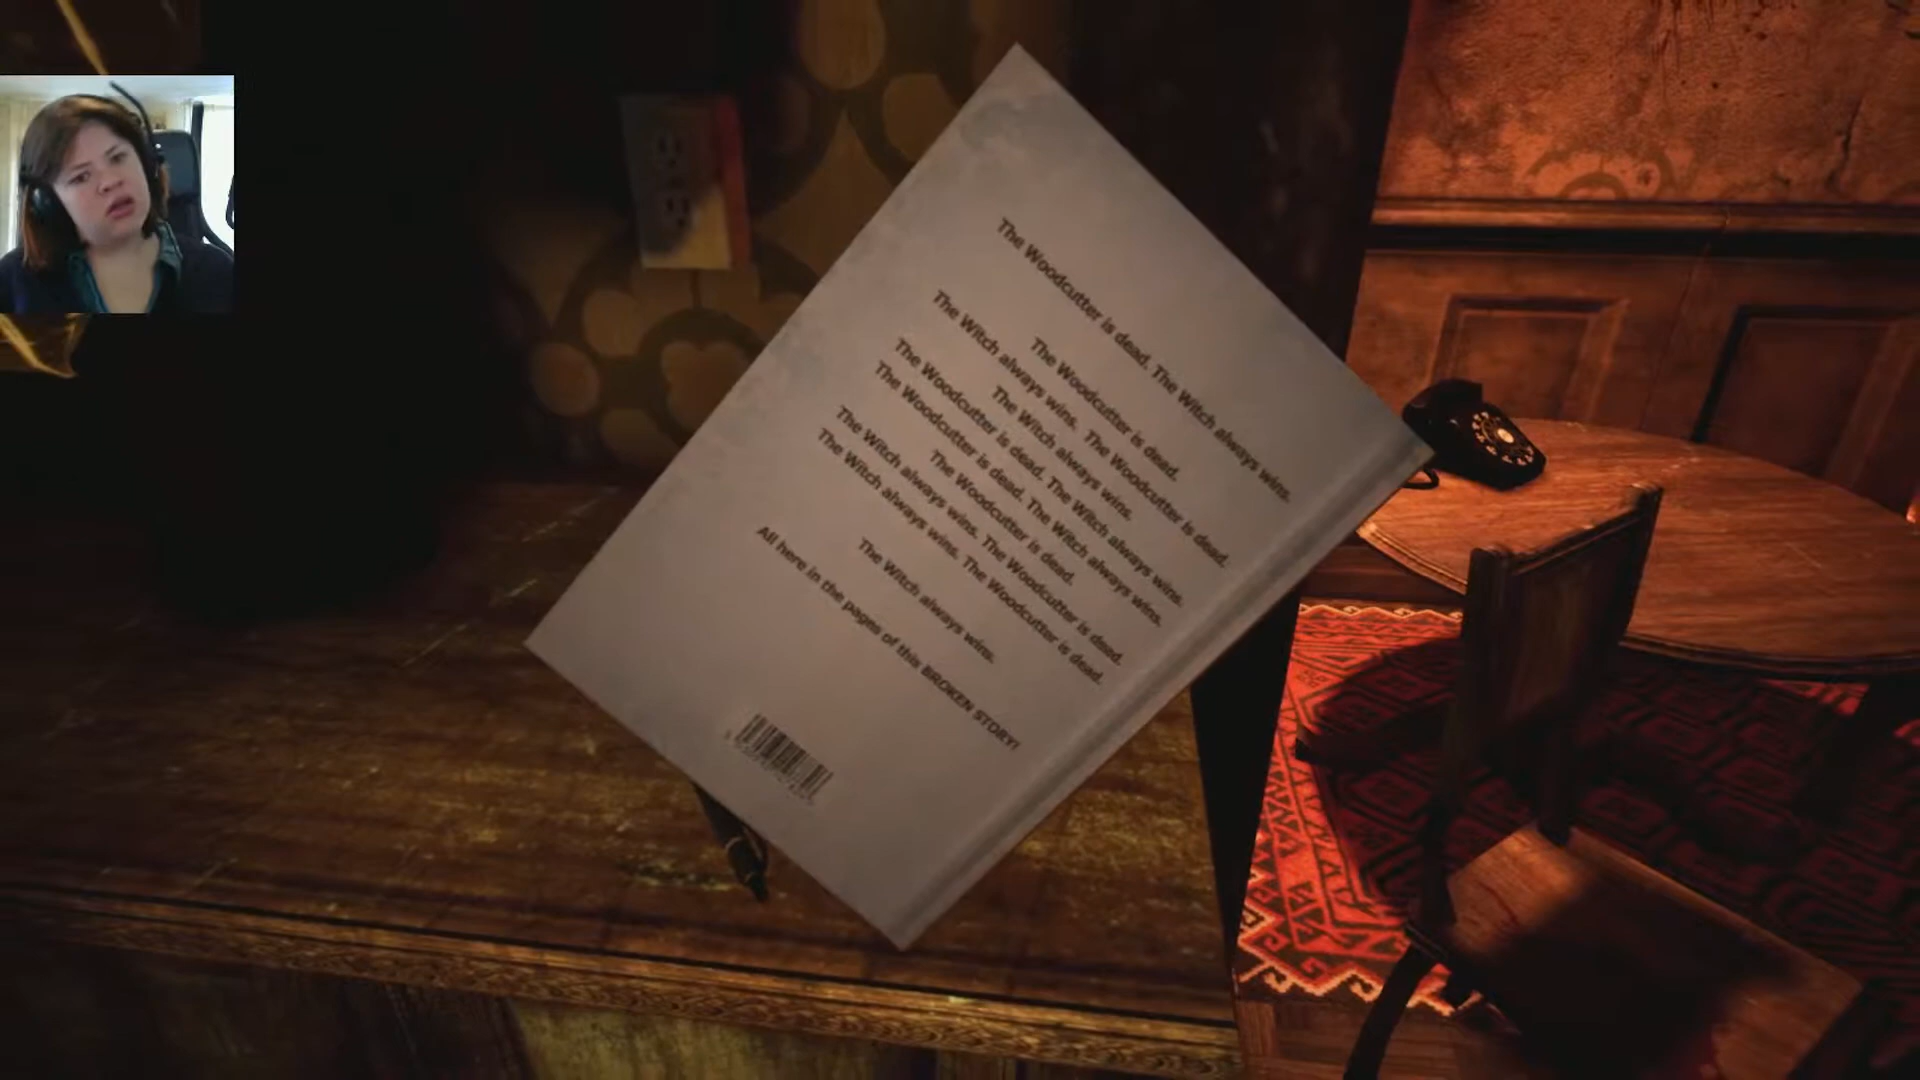 The Woodcutter is dead. The Witch always wins.
The Woodcutter is dead.
The Witch always wins. The Woodcutter is dead.
The Witch always wins.
The Woodcutter is dead. The Witch always wins.
The Woodcutter is dead. The Witch always wins.
The Woodcutter is dead.
The Witch always wins. The Woodcutter is dead.
The Witch always wins. The Woodcutter is dead.
The Witch always wins.
All here in the pages of this BROKEN STORY!